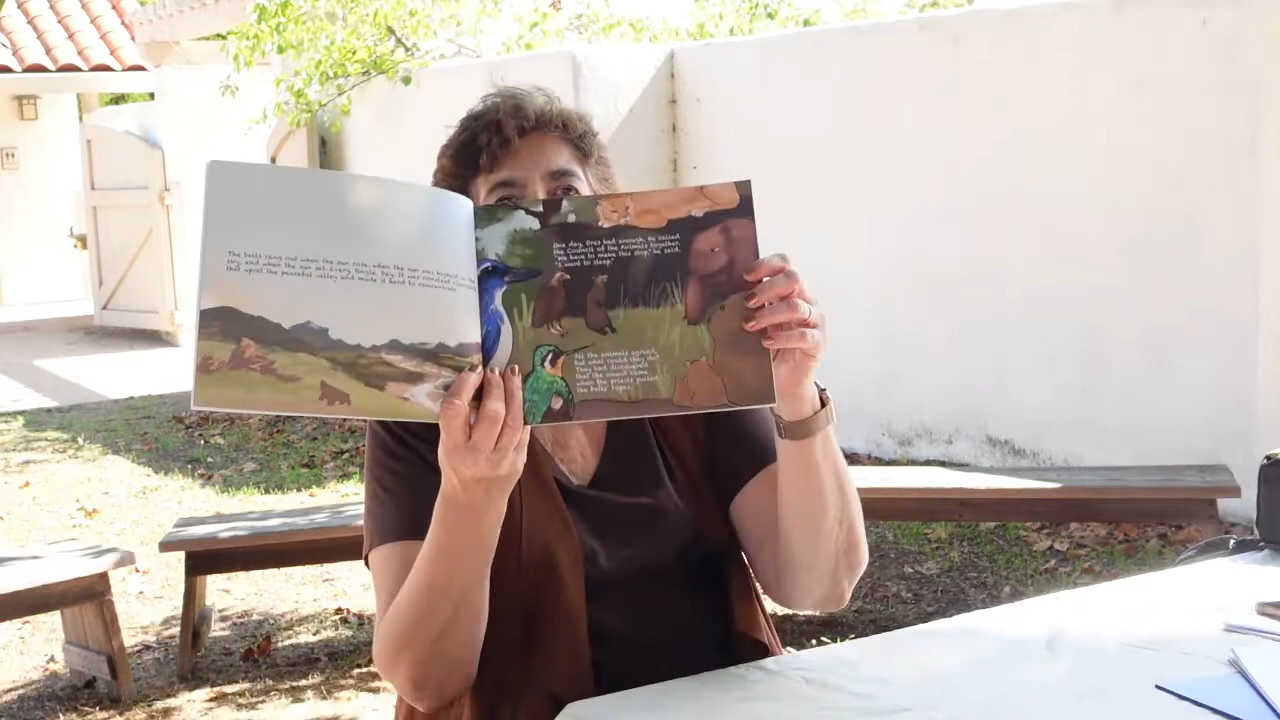 The bells rang out when the sun rose, when the sun was highest in the
sky, and when the sun set. Every. Single. Day. It was constant clanging
that upset the peaceful valley and made it hard to concentrate.
One day, Ores had enough. He called
the Council of the Animals together.
"We have to make this stop," he said.
"I want to sleep."
All the animals agreed,
but what could they do?
They had discovered
that the sound came
when the priests pulled
the bells' ropes.